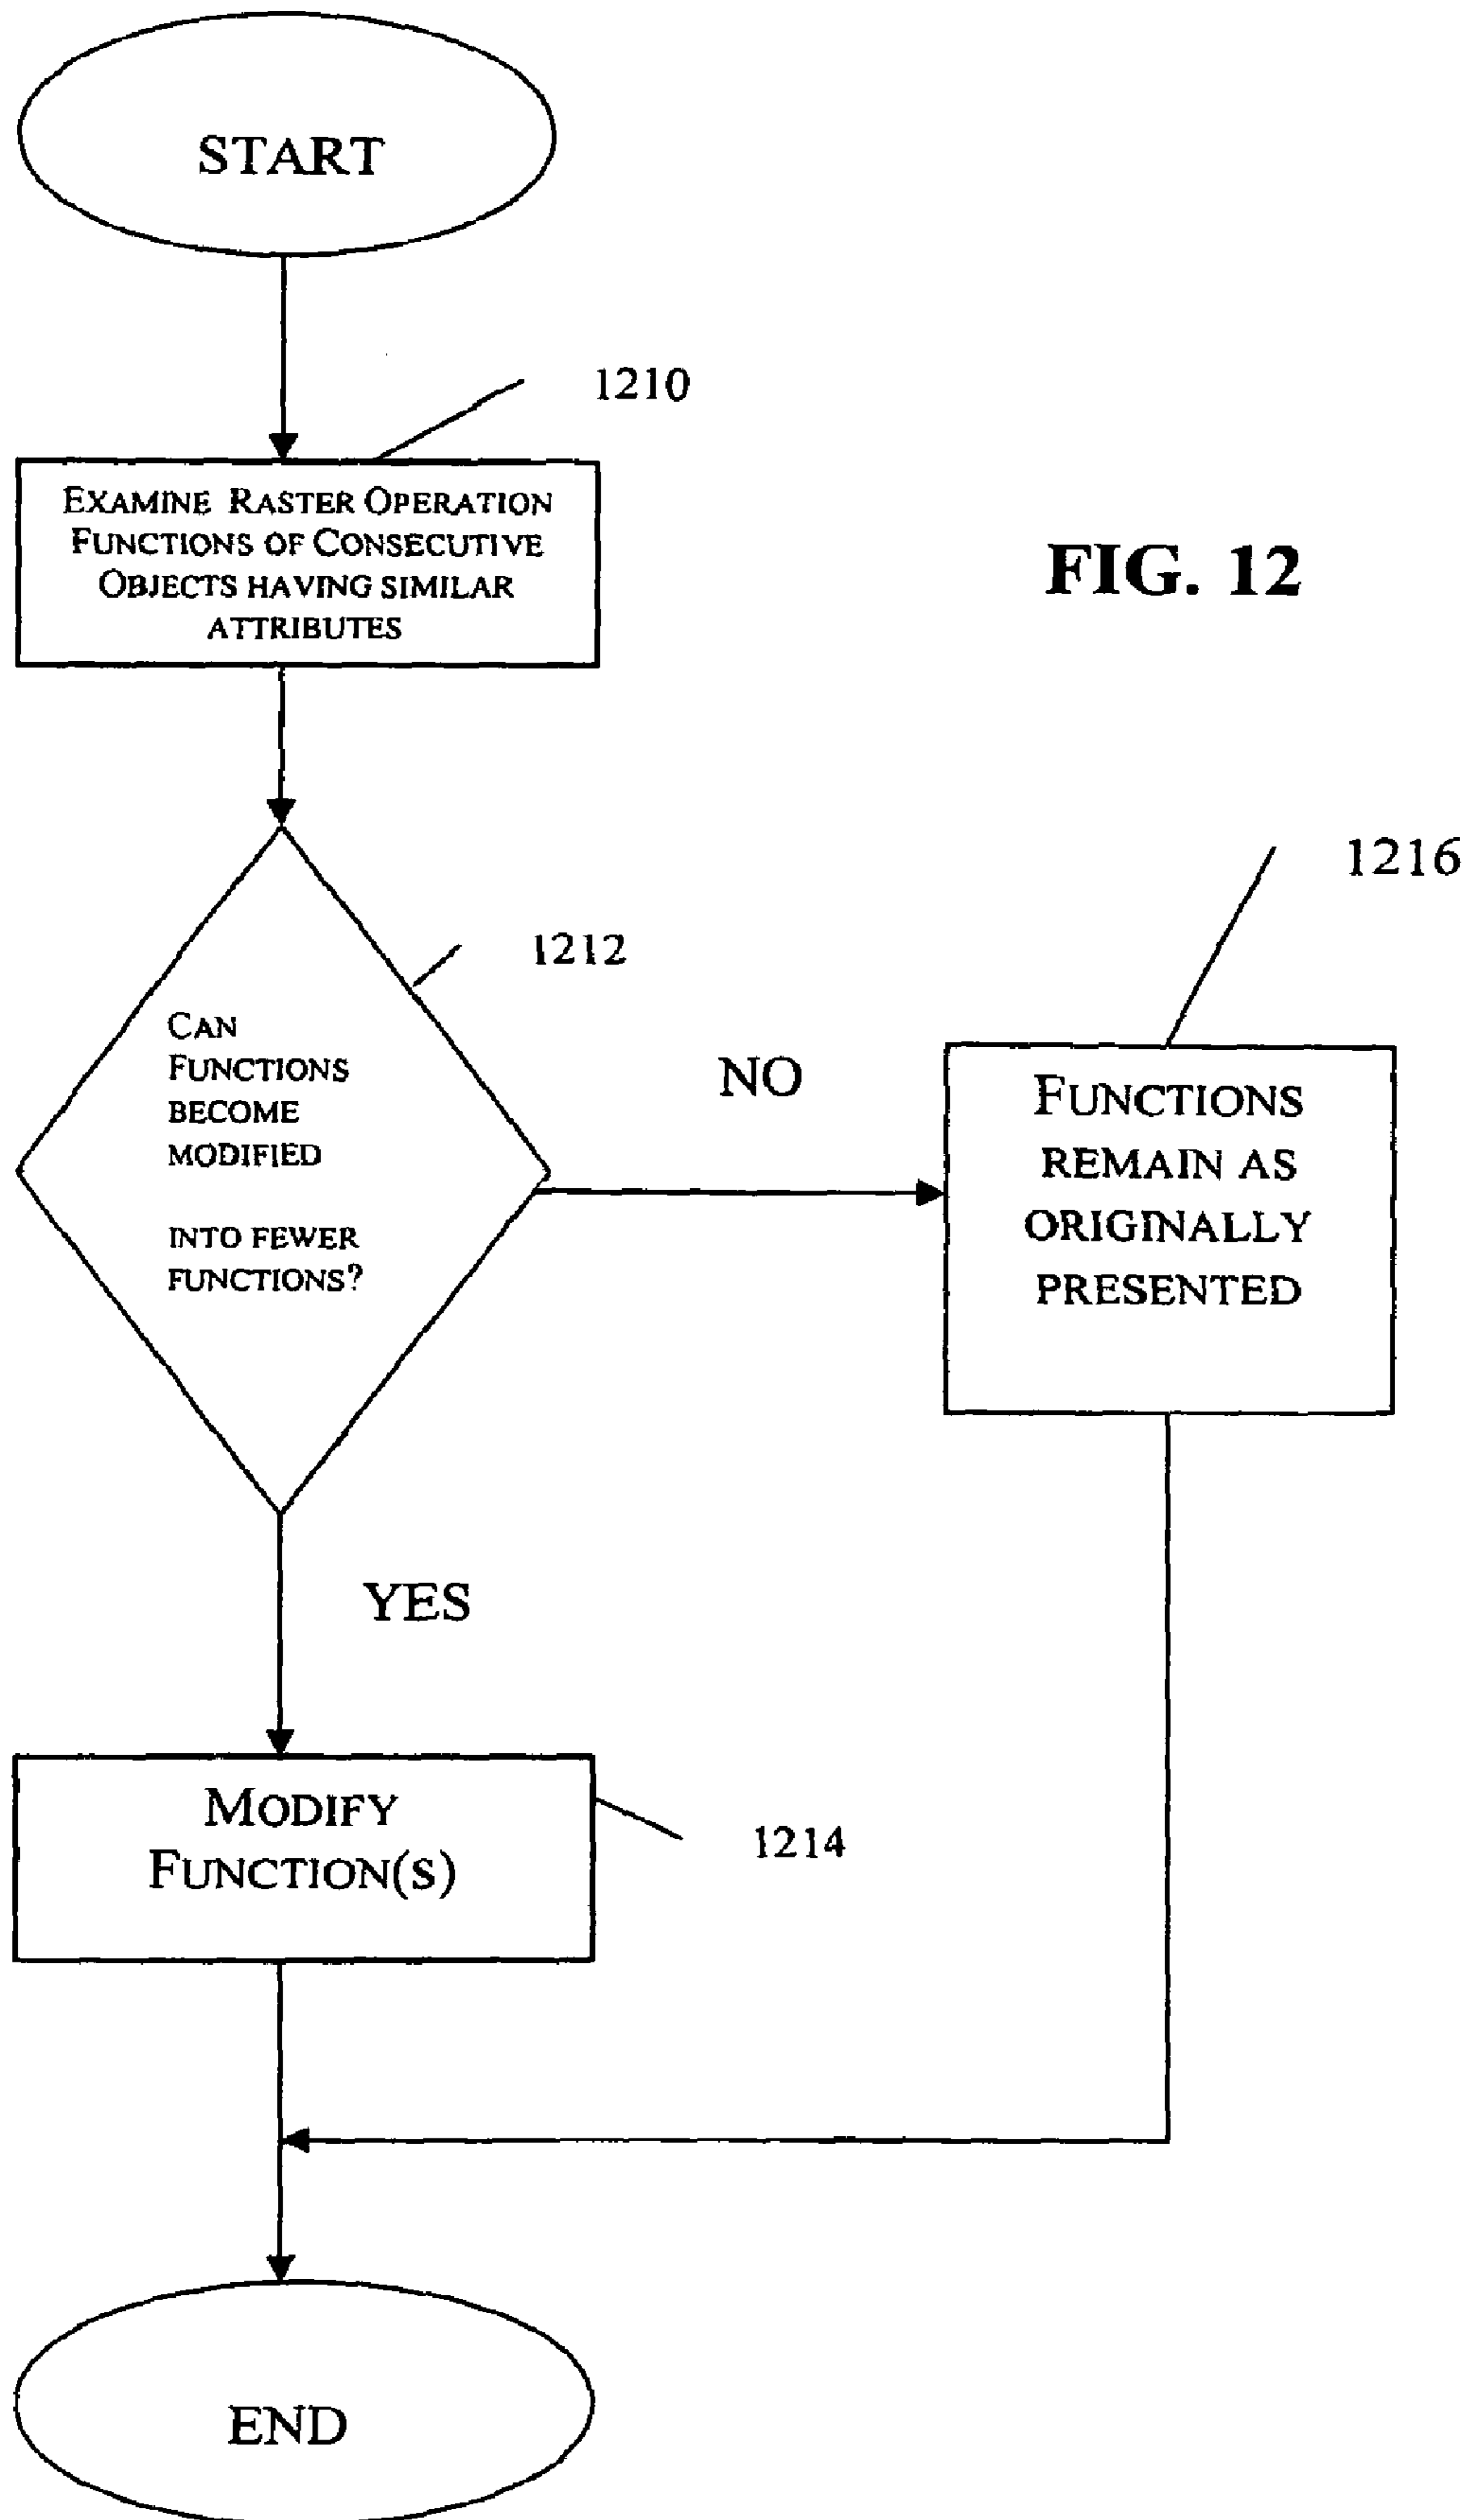 START
1210
EXAMINE RASTER OPERATION
FUNCTIONS OF CONSECUTIVE
OBJECTS HAVING SIMILAR
ATTRIBUTES
FIG. 12
1212
CAN
FUNCTIONS
BECOME
MODIFIED
INTO FEWER
FUNCTIONS?
NO
1216
FUNCTIONS
REMAIN AS
ORIGINALLY
PRESENTED
YES
MODIFY
FUNCTION(S)
1214
END